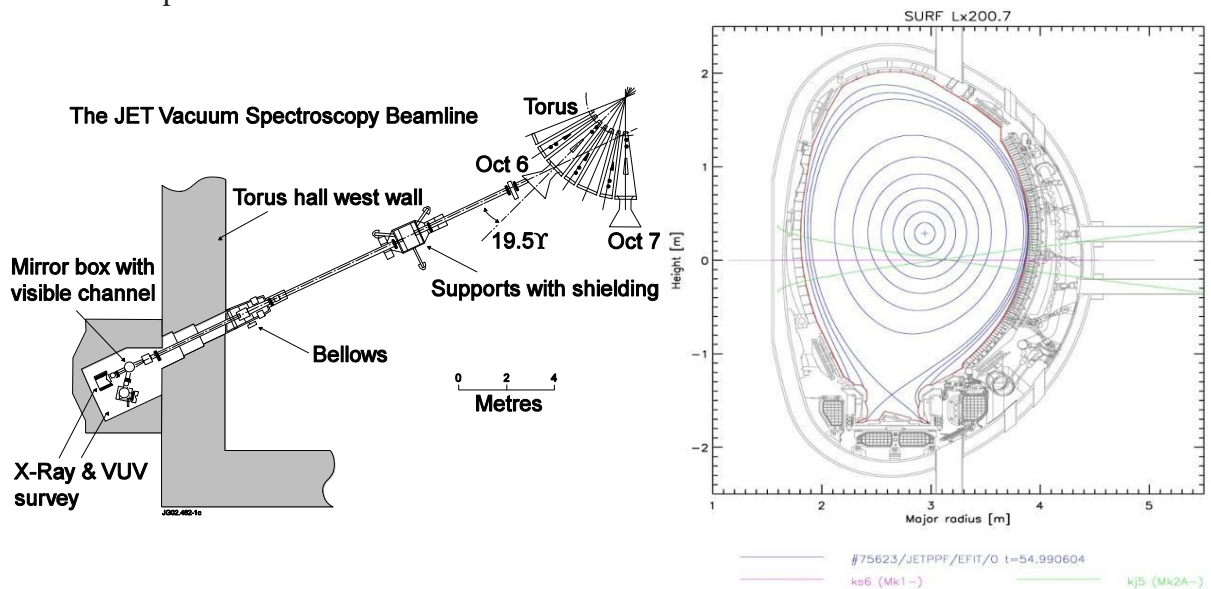 The JET Vacuum Spectroscopy Beamline
Torus
Oct 6
Torus hall west wall
19.5ϒ
Oct 7
Mirror box with
visible channel
Supports with shielding
Bellows
0 2 4
Metres
X-Ray & VUV
survey
JG02.462-1c
SURF Lx200.7
2
1
0
-1
-2
Height [m]
1 2 3 4 5
Major radius [m]
#75623/JETPPF/EFIT/0 t=54.990604
ks6 (Mk1-)
kj5 (Mk2A-)